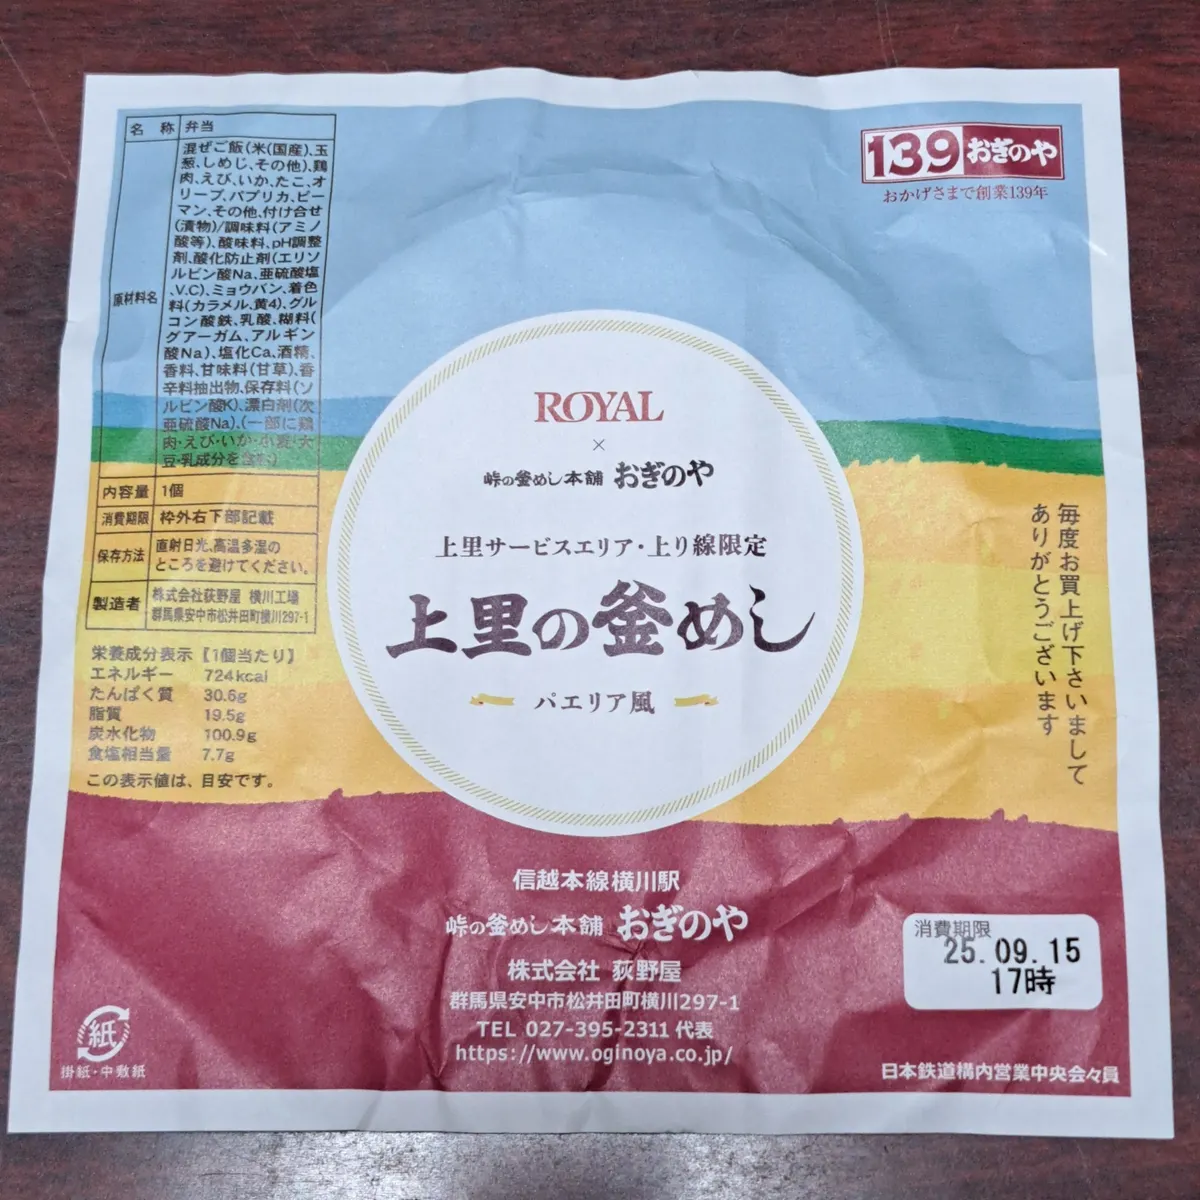 名 称 弁当
原材料名
混ぜご飯(米(国産)、玉
葱、しめじ、その他)、鶏
肉、えび、いか、たこ、オ
リーブ、パプリカ、ピー
マン、その他、付け合せ
(漬物)/調味料(アミノ
酸等)、酸味料、pH調整
剤、酸化防止剤(エリソ
ルビン酸Na、亜硫酸塩
、V.C)、ミョウバン、着色
料(カラメル、黄4)、グル
コン酸鉄、乳酸、糊料(
グアーガム、アルギン
酸Na)、塩化Ca、酒精、
香料、甘味料(甘草)、香
辛料抽出物、保存料(ソ
ルビン酸K)、漂白剤(次
亜硫酸Na)、(一部に鶏
肉・えび・いか・小麦・大
豆・乳成分を含む)
内容量 1個
消費期限 枠外右下部記載
保存方法 直射日光、高温多湿の
ところを避けてください。
製造者 株式会社荻野屋 横川工場
群馬県安中市松井田町横川297-1
栄養成分表示【1個当たり】
エネルギー 724kcal
たんぱく質 30.6g
脂質 19.5g
炭水化物 100.9g
食塩相当量 7.7g
この表示値は、目安です。
139 おぎのや
おかげさまで創業139年
ROYAL
×
峠の釜めし本舗 おぎのや
上里サービスエリア・上り線限定
上里の釜めし
パエリア風
毎度お買上げ下さいまして
ありがとうございます
信越本線横川駅
峠の釜めし本舗 おぎのや
株式会社 荻野屋
群馬県安中市松井田町横川297-1
TEL 027-395-2311 代表
https://www.oginoya.co.jp/
消費期限
25.09.15
17時
紙
掛紙・中敷紙
日本鉄道構内営業中央会々員